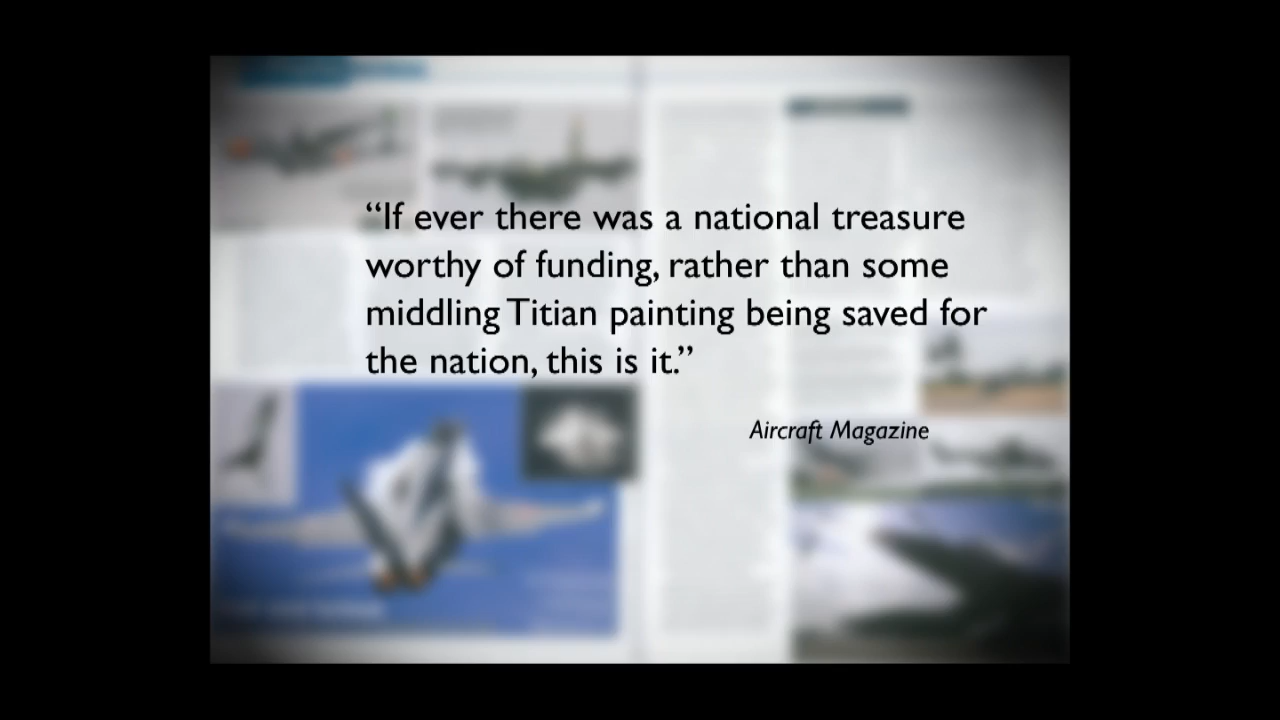 “If ever there was a national treasure
worthy of funding, rather than some
middling Titian painting being saved for
the nation, this is it.”
Aircraft Magazine